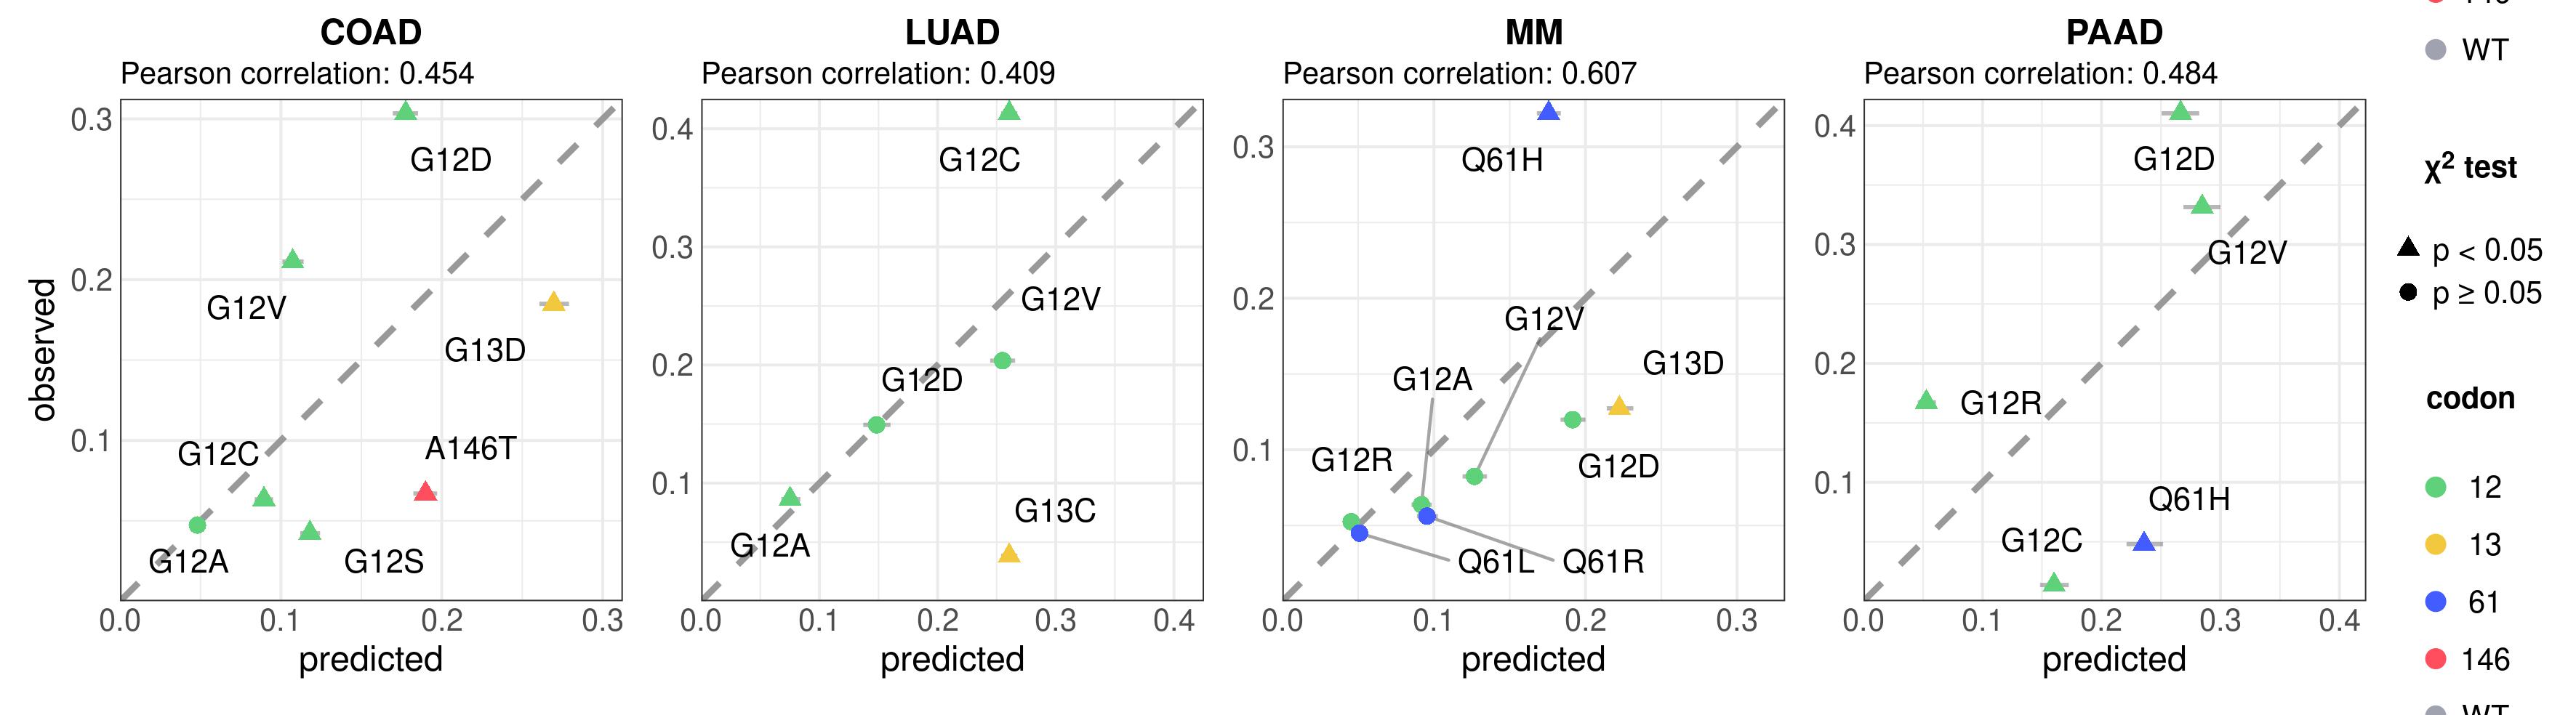 COAD
Pearson correlation: 0.454
observed
0.3
0.2
0.1
G12D
G12V
G13D
G12C
A146T
G12A
G12S
0.0
0.1
0.2
0.3
predicted
LUAD
Pearson correlation: 0.409
0.4
0.3
0.2
0.1
G12C
G12V
G12D
G13C
G12A
0.0
0.1
0.2
0.3
0.4
predicted
MM
Pearson correlation: 0.607
0.3
0.2
0.1
Q61H
G12V
G13D
G12A
G12R
G12D
Q61L
Q61R
0.0
0.1
0.2
0.3
predicted
PAAD
Pearson correlation: 0.484
0.4
0.3
0.2
0.1
G12D
G12V
G12R
Q61H
G12C
0.0
0.1
0.2
0.3
0.4
predicted
WT
χ² test
p < 0.05
p ≥ 0.05
codon
12
13
61
146